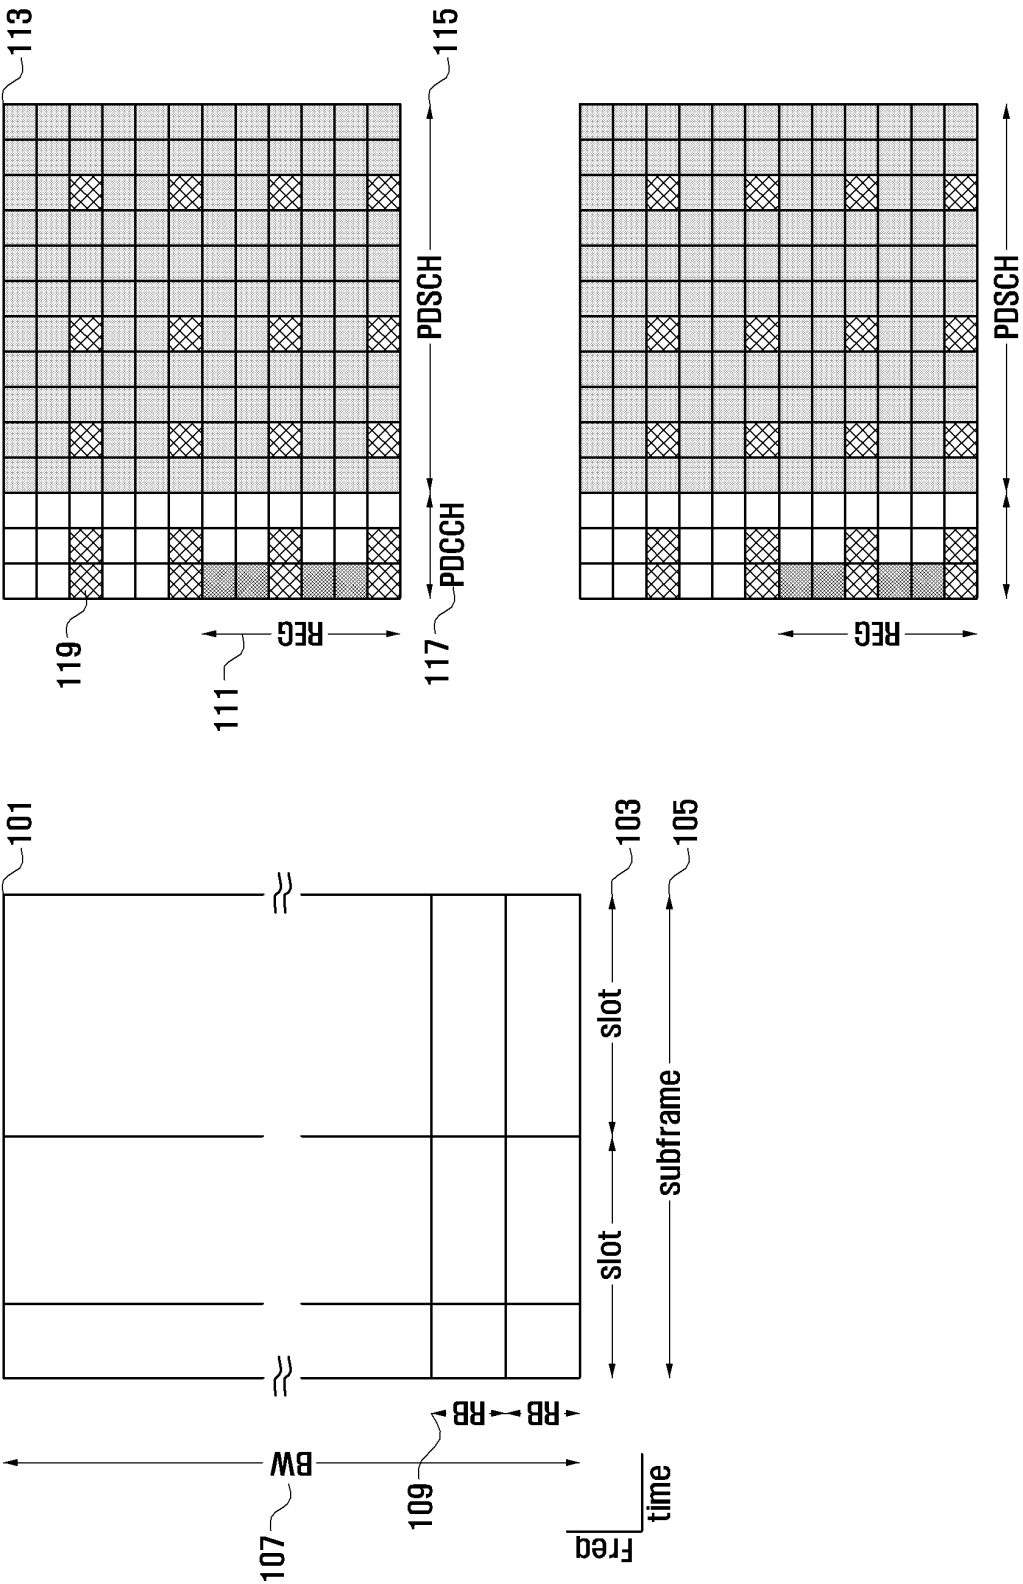 101
103
105
slot
slot
subframe
RB
RB
BW
107
109
Freq
time
113
115
PDSCH
PDCCH
117
119
111
REG
REG
PDSCH